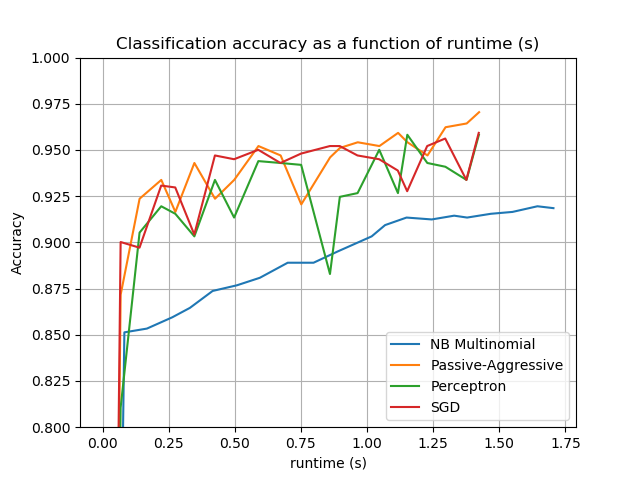 Classification accuracy as a function of runtime (s)
1.000
0.975
0.950
0.925
0.900
0.875
0.850
0.825
0.800
Accuracy
NB Multinomial
Passive-Aggressive
Perceptron
SGD
0.00 0.25 0.50 0.75 1.00 1.25 1.50 1.75
runtime (s)